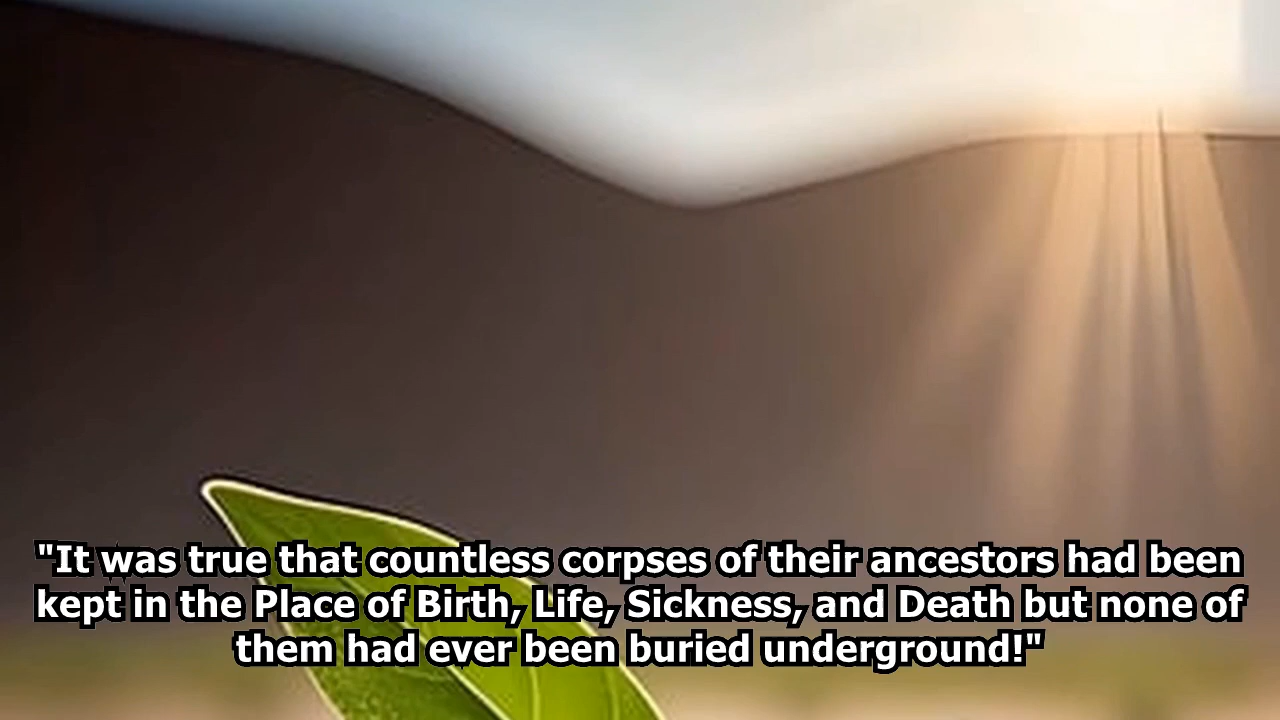 "It was true that countless corpses of their ancestors had been
kept in the Place of Birth, Life, Sickness, and Death but none of
them had ever been buried underground!"